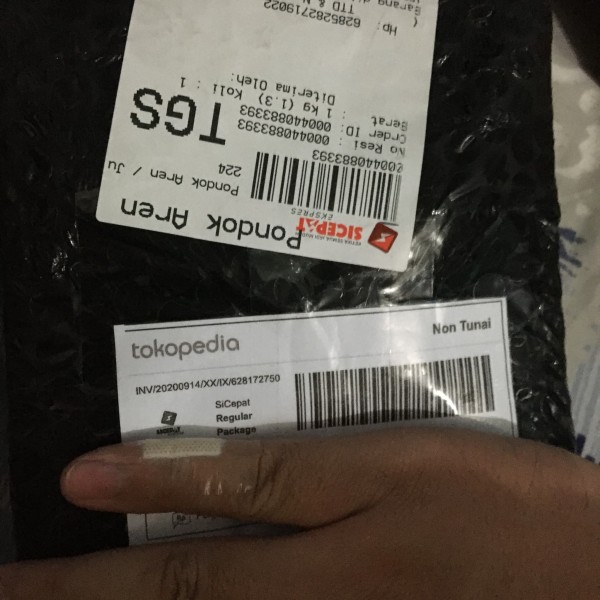 SICEPAT
EKSPRES
Pondok Aren
Pondok Aren / Ju
224
000440883393
No Resi : 000440883393
Order ID: 000440883393
Berat : 1 kg (1.3) Koli : 1
Diterima Oleh:
TGS
Hp: 6285282719022
TTD & N
Barang di
(
tokopedia
Non Tunai
INV/20200914/XX/IX/628172750
SiCepat
Regular
Package